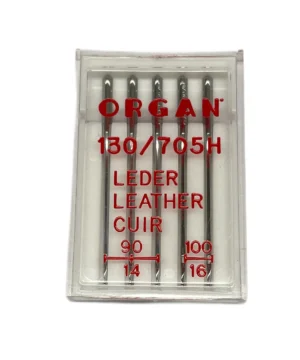 ORGAN
130/705H
LEDER
LEATHER
CUIR
90 100
14 16